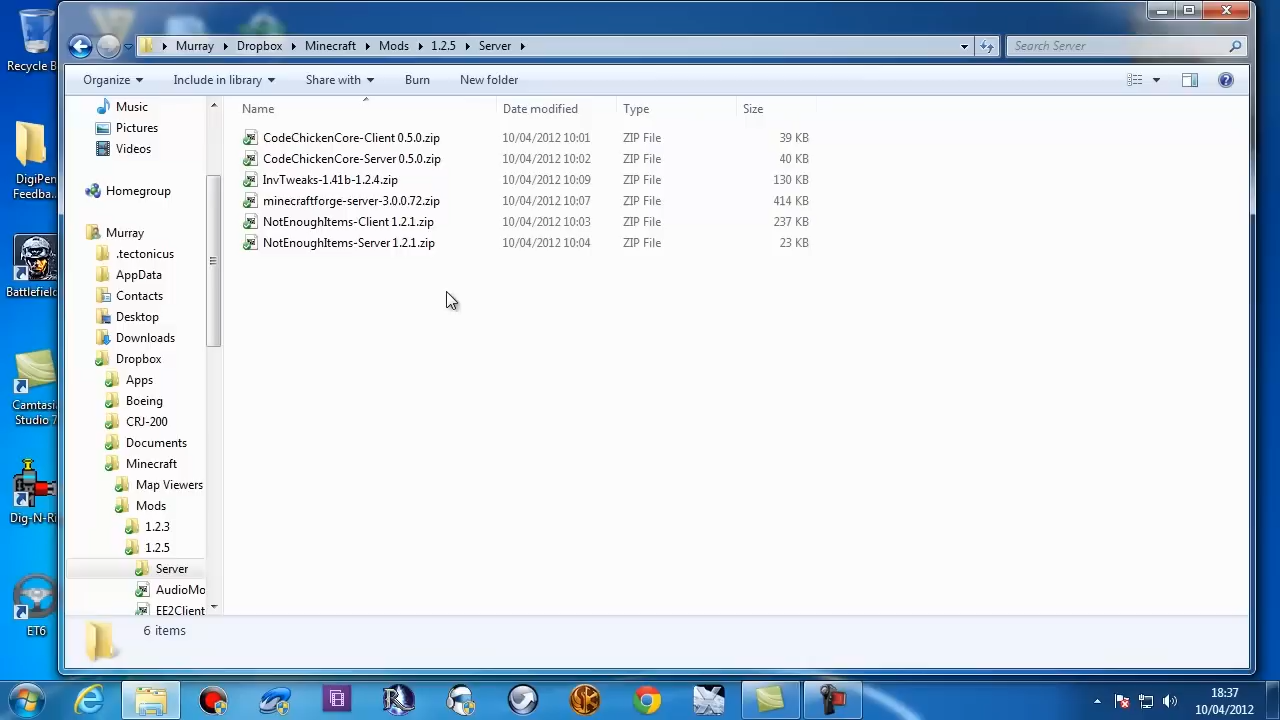 Recycle B
DigiPen
Feedba...
Battlefield
Camtasi
Studio 7
Dig-N-Ri
ET6
Murray
Dropbox
Minecraft
Mods
1.2.5
Server
Search Server
Organize
Include in library
Share with
Burn
New folder
Name
Date modified
Type
Size
Music
Pictures
Videos
Homegroup
Murray
.tectonicus
AppData
Contacts
Desktop
Downloads
Dropbox
Apps
Boeing
CRJ-200
Documents
Minecraft
Map Viewers
Mods
1.2.3
1.2.5
Server
AudioMo
EE2Client
CodeChickenCore-Client 0.5.0.zip 10/04/2012 10:01 ZIP File 39 KB
CodeChickenCore-Server 0.5.0.zip 10/04/2012 10:02 ZIP File 40 KB
InvTweaks-1.41b-1.2.4.zip 10/04/2012 10:09 ZIP File 130 KB
minecraftforge-server-3.0.0.72.zip 10/04/2012 10:07 ZIP File 414 KB
NotEnoughItems-Client 1.2.1.zip 10/04/2012 10:03 ZIP File 237 KB
NotEnoughItems-Server 1.2.1.zip 10/04/2012 10:04 ZIP File 23 KB
6 items
18:37
10/04/2012